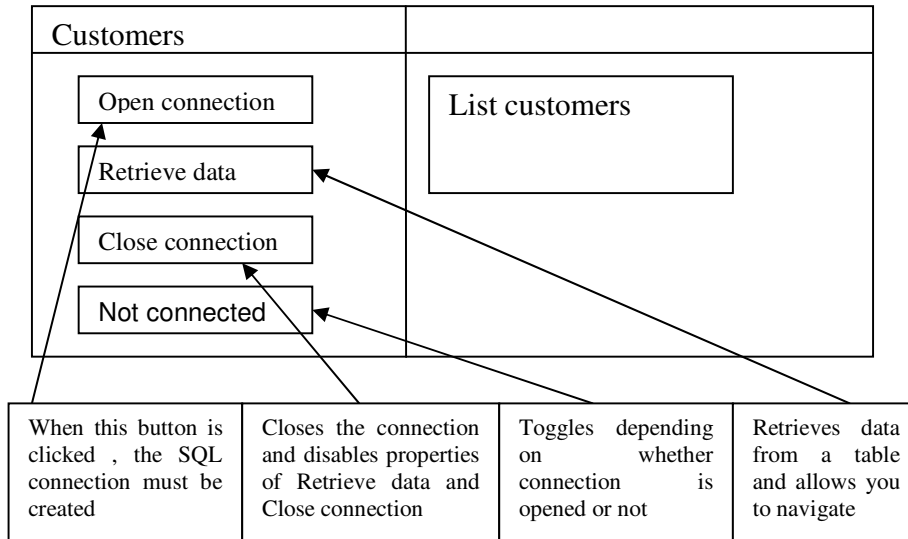 Customers
Open connection
List customers
Retrieve data
Close connection
Not connected
When this button is
clicked , the SQL
connection must be
created
Closes the connection
and disables properties
of Retrieve data and
Close connection
Toggles depending
on whether
connection is
opened or not
Retrieves data
from a table
and allows you
to navigate